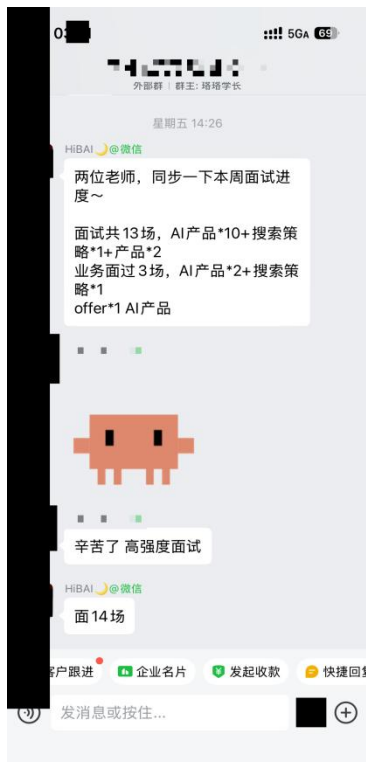 5GA 69
外部群 | 群主: 塔塔学长
星期五 14:26
HiBAI🌙@微信
两位老师，同步一下本周面试进
度～
面试共13场，AI产品*10+搜索策
略*1+产品*2
业务面过3场，AI产品*2+搜索策
略*1
offer*1 AI产品
辛苦了 高强度面试
HiBAI🌙@微信
面14场
户跟进 企业名片 发起收款 快捷回复
发消息或按住...